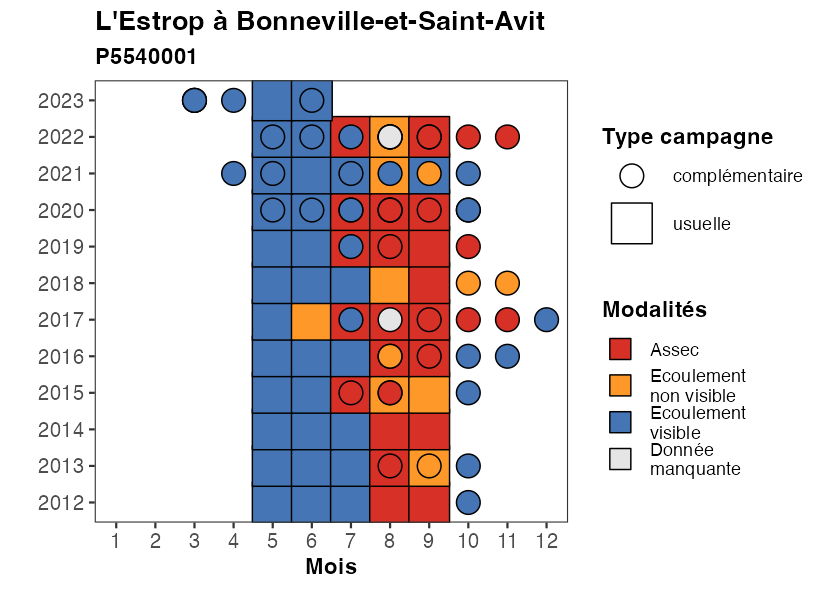 L'Estrop à Bonneville-et-Saint-Avit
P5540001
2023
2022
2021
2020
2019
2018
2017
2016
2015
2014
2013
2012
1 2 3 4 5 6 7 8 9 10 11 12
Mois
Type campagne
complémentaire
usuelle
Modalités
Assec
Ecoulement
non visible
Ecoulement
visible
Donnée
manquante